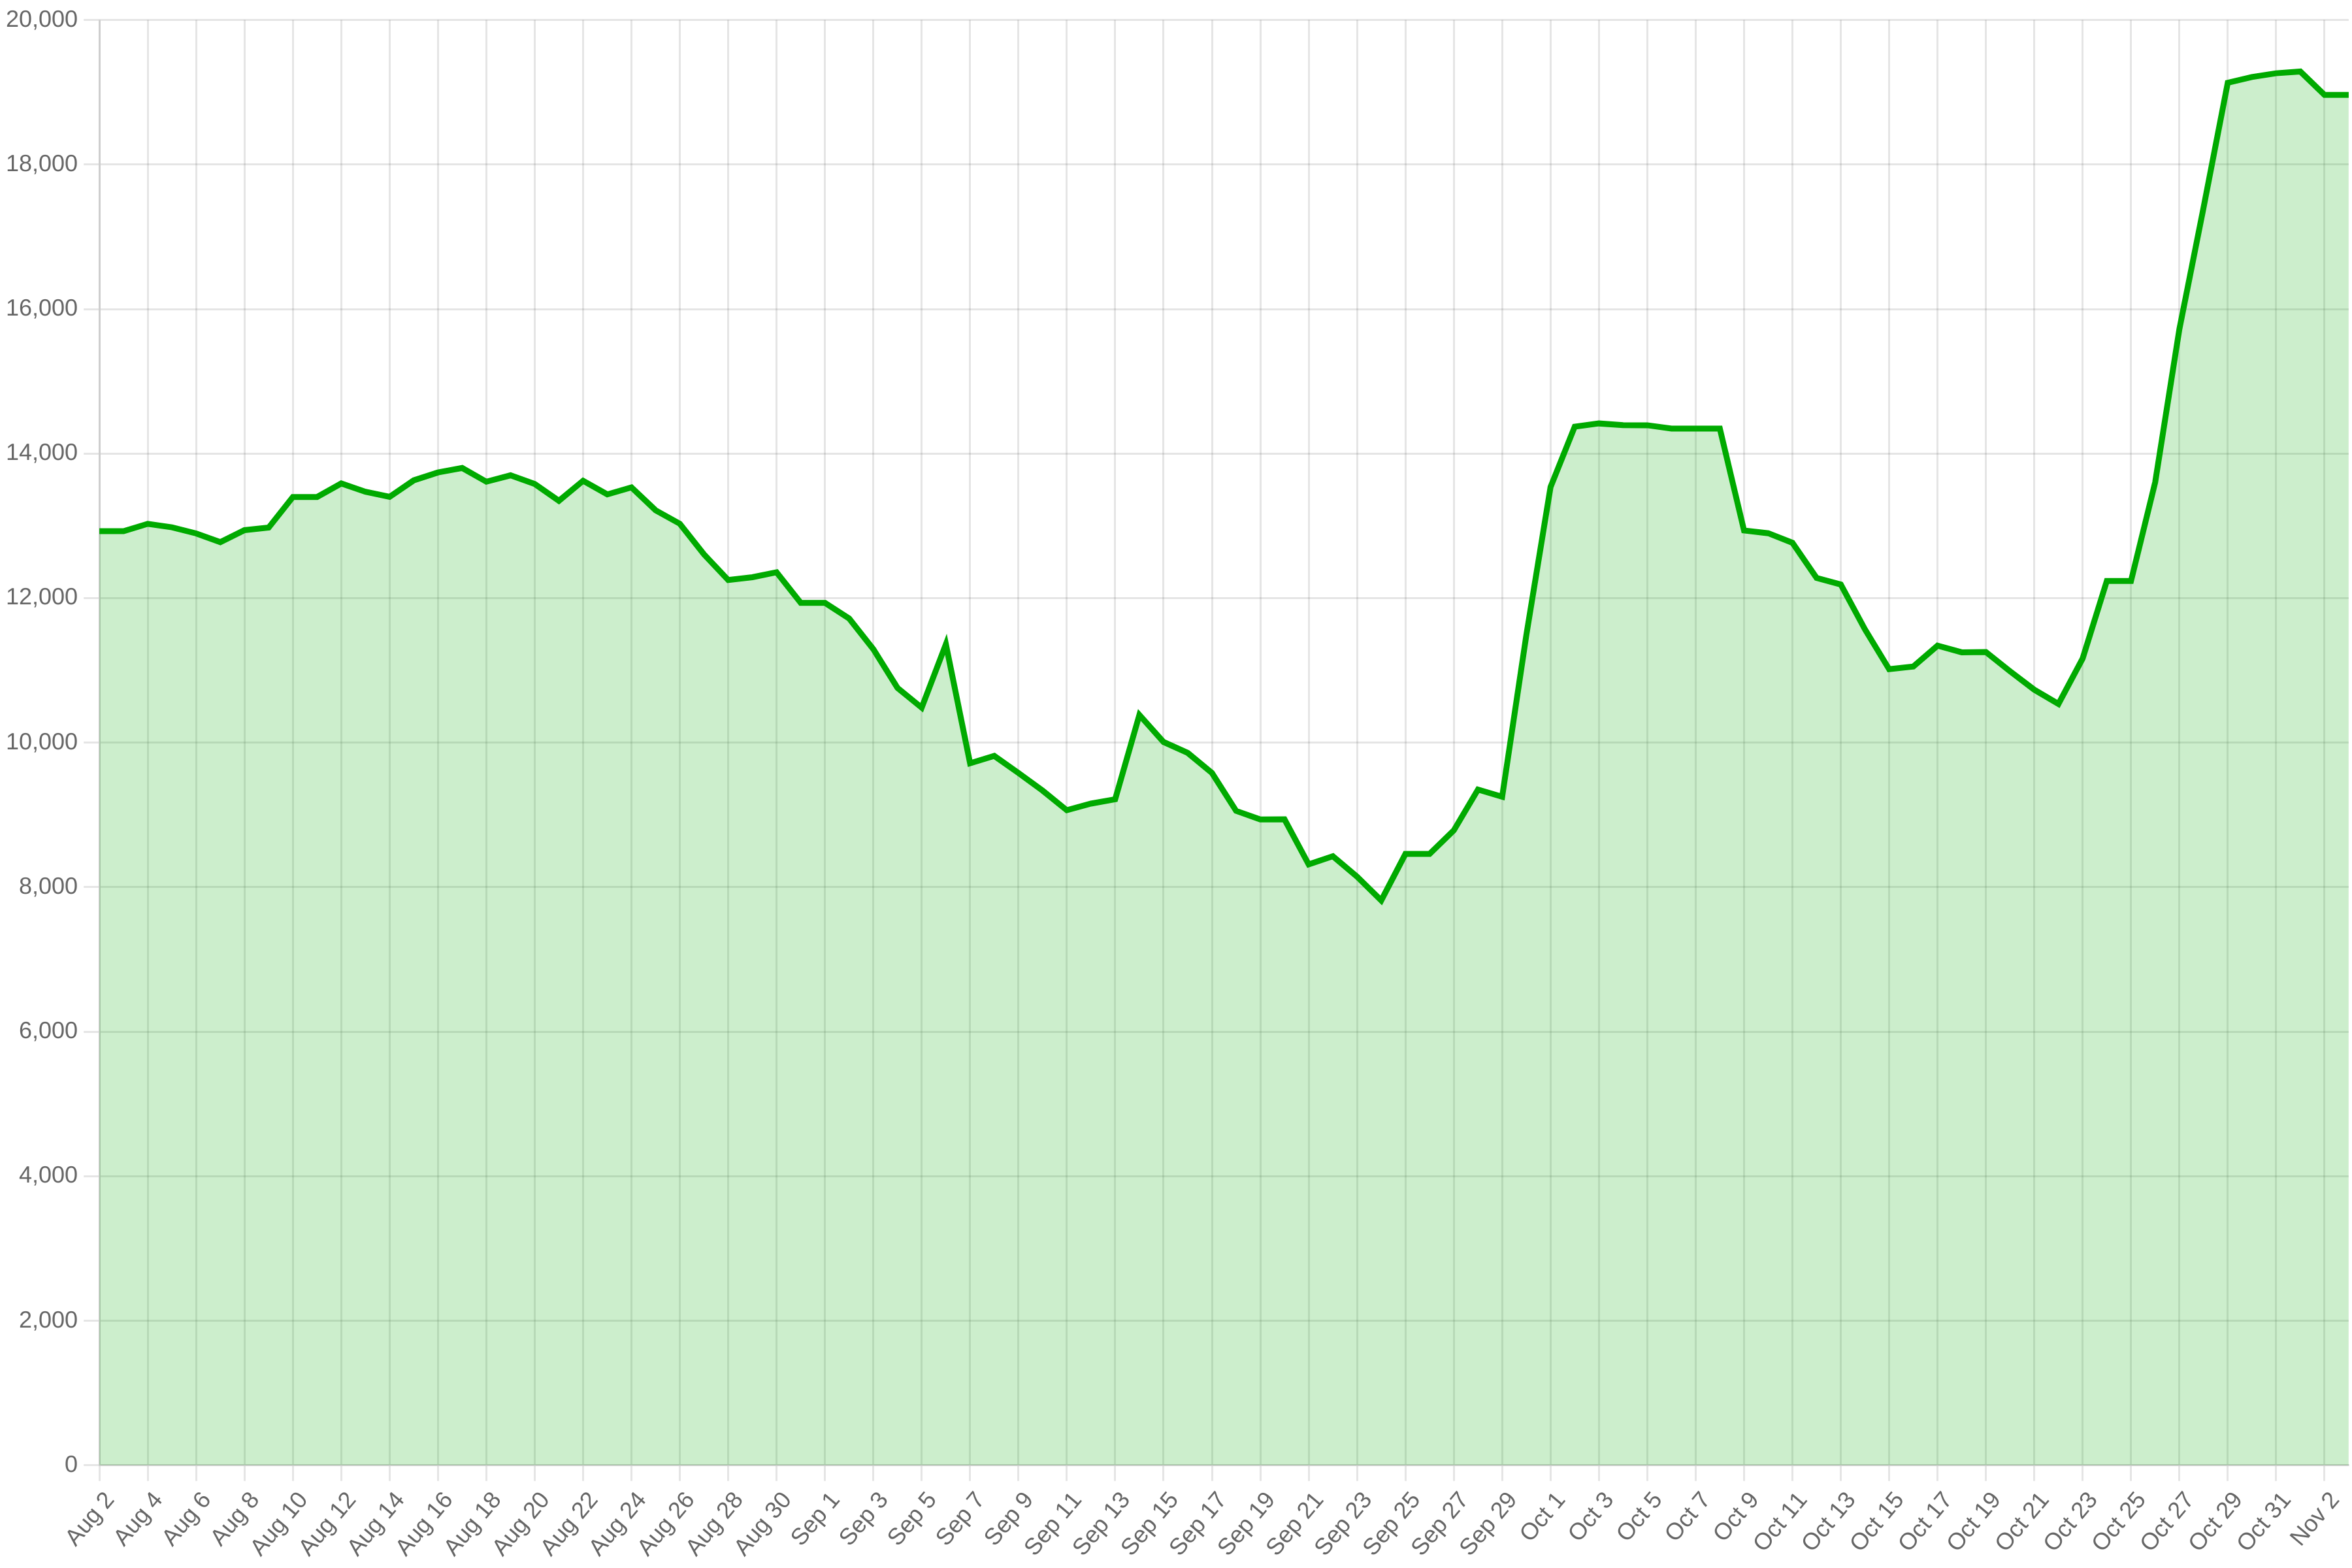 20,000
18,000
16,000
14,000
12,000
10,000
8,000
6,000
4,000
2,000
0
Aug 2
Aug 4
Aug 6
Aug 8
Aug 10
Aug 12
Aug 14
Aug 16
Aug 18
Aug 20
Aug 22
Aug 24
Aug 26
Aug 28
Aug 30
Sep 1
Sep 3
Sep 5
Sep 7
Sep 9
Sep 11
Sep 13
Sep 15
Sep 17
Sep 19
Sep 21
Sep 23
Sep 25
Sep 27
Sep 29
Oct 1
Oct 3
Oct 5
Oct 7
Oct 9
Oct 11
Oct 13
Oct 15
Oct 17
Oct 19
Oct 21
Oct 23
Oct 25
Oct 27
Oct 29
Oct 31
Nov 2